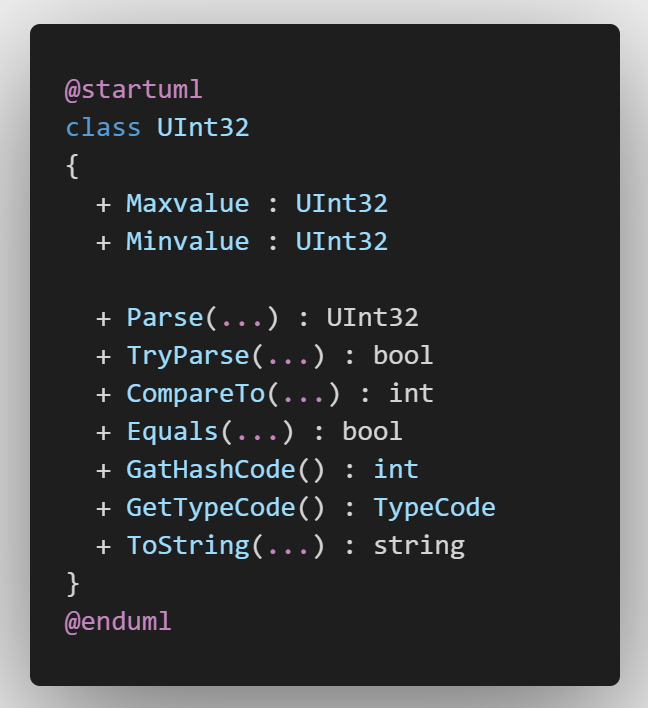 @startuml
class UInt32
{
+ Maxvalue : UInt32
+ Minvalue : UInt32
+ Parse(...) : UInt32
+ TryParse(...) : bool
+ CompareTo(...) : int
+ Equals(...) : bool
+ GatHashCode() : int
+ GetTypeCode() : TypeCode
+ ToString(...) : string
}
@enduml